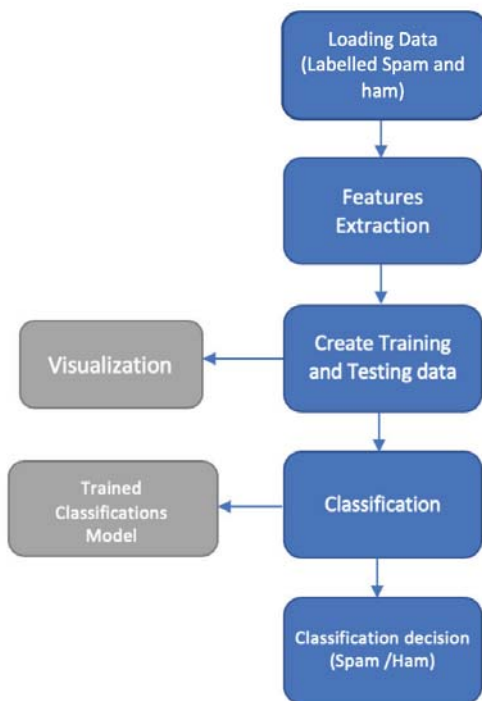 Loading Data
(Labelled Spam and
ham)
Features
Extraction
Create Training
and Testing data
Visualization
Classification
Trained
Classifications
Model
Classification decision
(Spam /Ham)